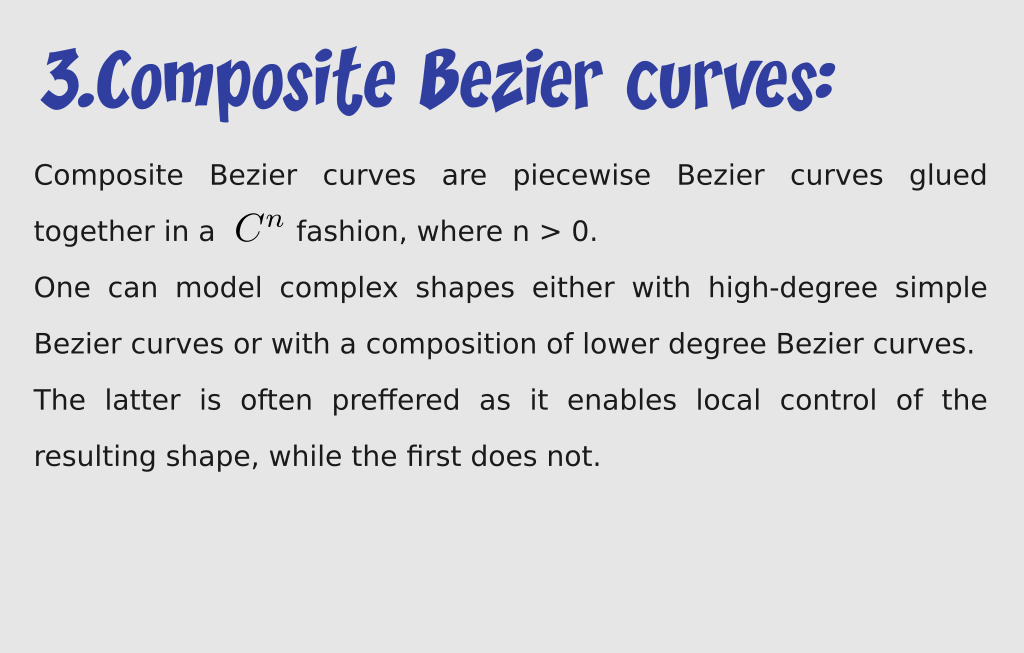 3.Composite Bezier curves:
Composite Bezier curves are piecewise Bezier curves glued
together in a Cⁿ fashion, where n > 0.
One can model complex shapes either with high-degree simple
Bezier curves or with a composition of lower degree Bezier curves.
The latter is often preffered as it enables local control of the
resulting shape, while the first does not.